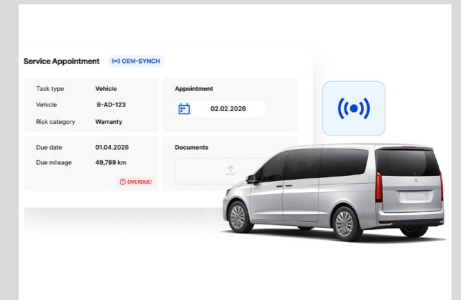 Service Appointment OEM-SYNCH
Task type Vehicle
Vehicle B-AD-123
Risk category Warranty
Appointment
02.02.2026
Due date 01.04.2026
Due mileage 49,789 km
OVERDUE!
Documents